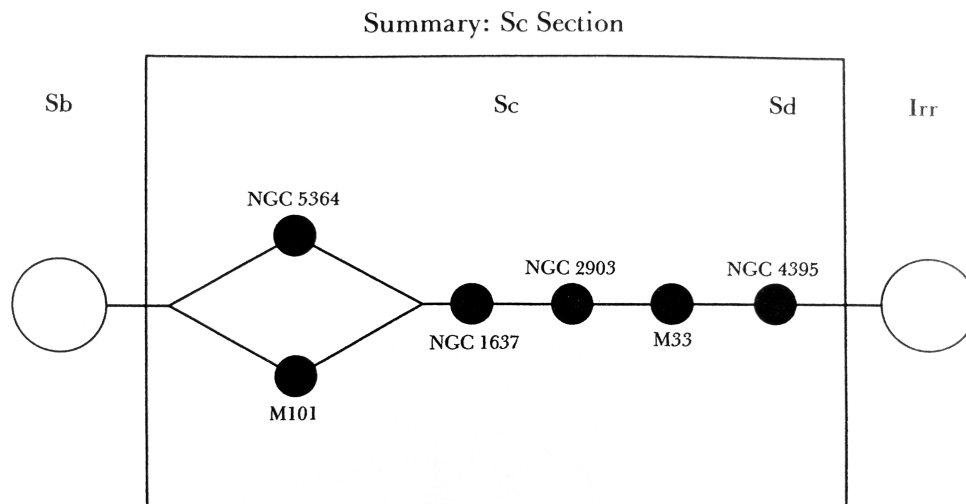 Summary: Sc Section
Sb
Sc
Sd
Irr
NGC 5364
NGC 2903
NGC 4395
NGC 1637
M33
M101